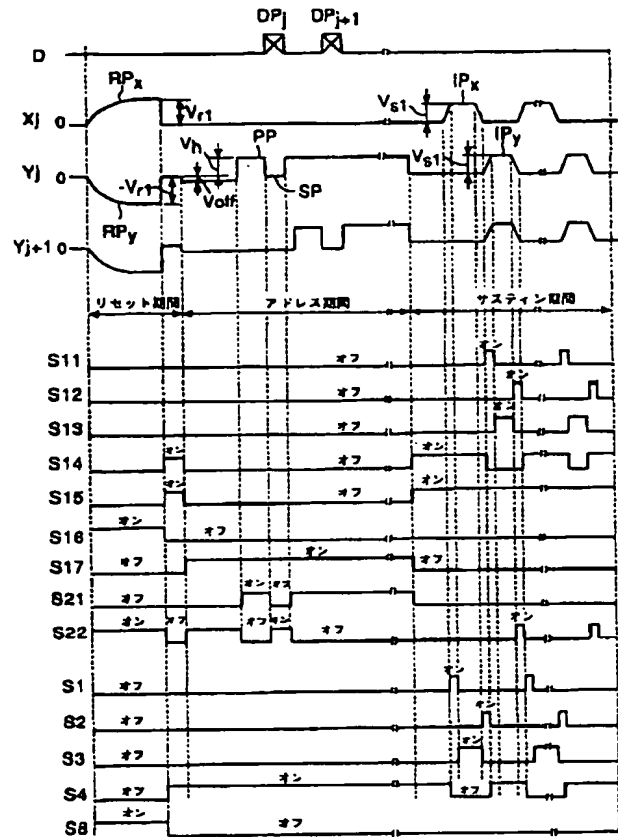 DPj DPj+1
D
RPx IPx
Xj 0 Vr1 Vs1
Vh PP IPy
Yj 0 Vs1
-Vr1 Voff SP
RPy
Yj+1 0
リセット期間 アドレス期間 サスティン期間
オン
S11 オフ
オン
S12 オフ
オン
S13 オフ
オン オン
S14 オフ
オン
S15 オフ
オン
S16 オフ
オン
S17 オフ オフ
オン オフ
S21 オフ
オン オフ オフ オン オン
S22 オフ
オン
S1 オフ
オン
S2 オフ
オン
S3 オフ
オン
S4 オフ オフ
オン
S8 オフ